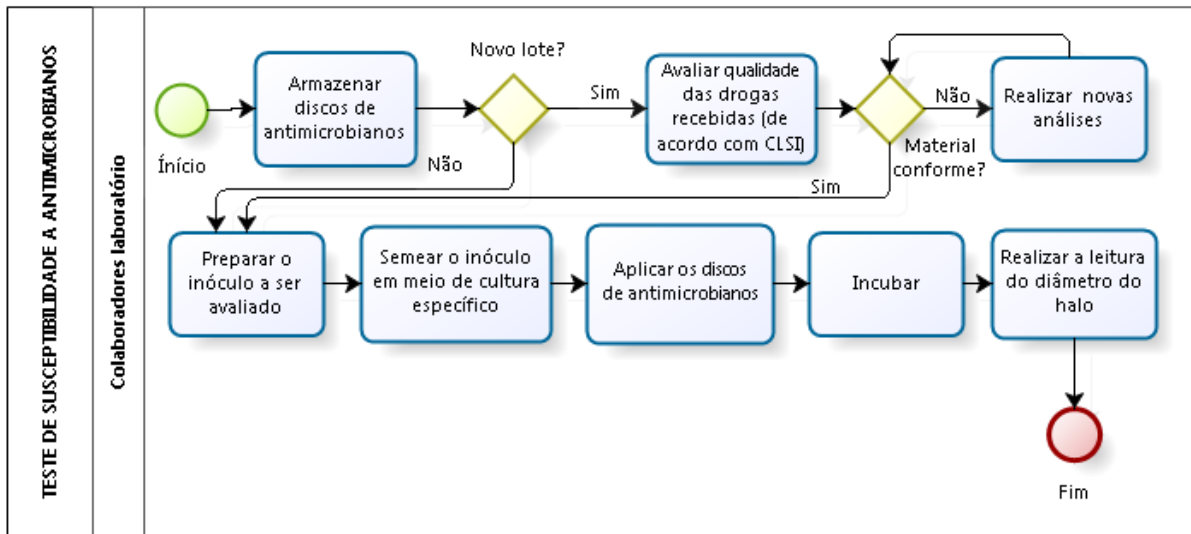 TESTE DE SUSCEPTIBILIDADE A ANTIMICROBIANOS
Colaboradores laboratório
Ínício
Armazenar
discos de
antimicrobianos
Novo lote?
Sim
Não
Avaliar qualidade
das drogas
recebidas (de
acordo com CLSI)
Não
Material
conforme?
Sim
Realizar novas
análises
Preparar o
inóculo a ser
avaliado
Semear o inóculo
em meio de cultura
específico
Aplicar os discos
de antimicrobianos
Incubar
Realizar a leitura
do diâmetro do
halo
Fim